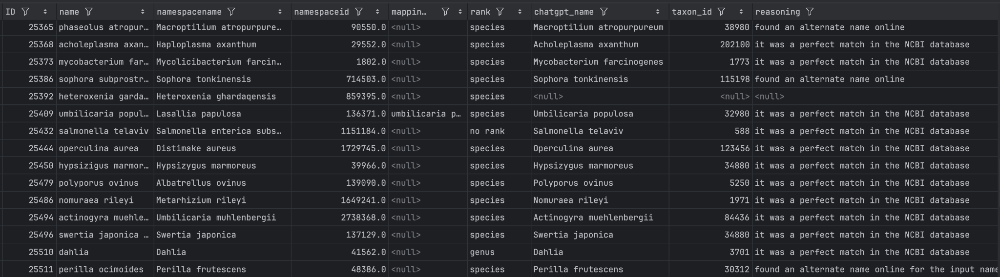 ID name namespacename namespaceid mappin… rank chatgpt_name taxon_id reasoning
25365 phaseolus atropur… Macroptilium atropurpure… 90550.0 <null> species Macroptilium atropurpureum 38980 found an alternate name online
25368 acholeplasma axan… Haploplasma axanthum 29552.0 <null> species Acholeplasma axanthum 202100 it was a perfect match in the NCBI database
25373 mycobacterium far… Mycolicibacterium farcin… 1802.0 <null> species Mycobacterium farcinogenes 1773 it was a perfect match in the NCBI database
25386 sophora subprostr… Sophora tonkinensis 714503.0 <null> species Sophora tonkinensis 115198 found an alternate name online
25392 heteroxenia garda… Heteroxenia ghardaqensis 859395.0 <null> species <null> <null> <null>
25409 umbilicaria popul… Lasallia papulosa 136371.0 umbilicaria p… species Umbilicaria populosa 32980 it was a perfect match in the NCBI database
25432 salmonella telaviv Salmonella enterica subs… 1151184.0 <null> no rank Salmonella telaviv 588 it was a perfect match in the NCBI database
25444 operculina aurea Distimake aureus 1729745.0 <null> species Operculina aurea 123456 it was a perfect match in the NCBI database
25450 hypsizigus marmor… Hypsizygus marmoreus 39966.0 <null> species Hypsizygus marmoreus 34880 it was a perfect match in the NCBI database
25479 polyporus ovinus Albatrellus ovinus 139090.0 <null> species Polyporus ovinus 5250 it was a perfect match in the NCBI database
25486 nomuraea rileyi Metarhizium rileyi 1649241.0 <null> species Nomuraea rileyi 1971 it was a perfect match in the NCBI database
25494 actinogyra muehle… Umbilicaria muhlenbergii 2738368.0 <null> species Actinogyra muehlenbergii 84436 it was a perfect match in the NCBI database
25496 swertia japonica … Swertia japonica 137129.0 <null> species Swertia japonica 34880 it was a perfect match in the NCBI database
25510 dahlia Dahlia 41562.0 <null> genus Dahlia 3701 it was a perfect match in the NCBI database
25511 perilla ocimoides Perilla frutescens 48386.0 <null> species Perilla frutescens 30312 found an alternate name online for the input name